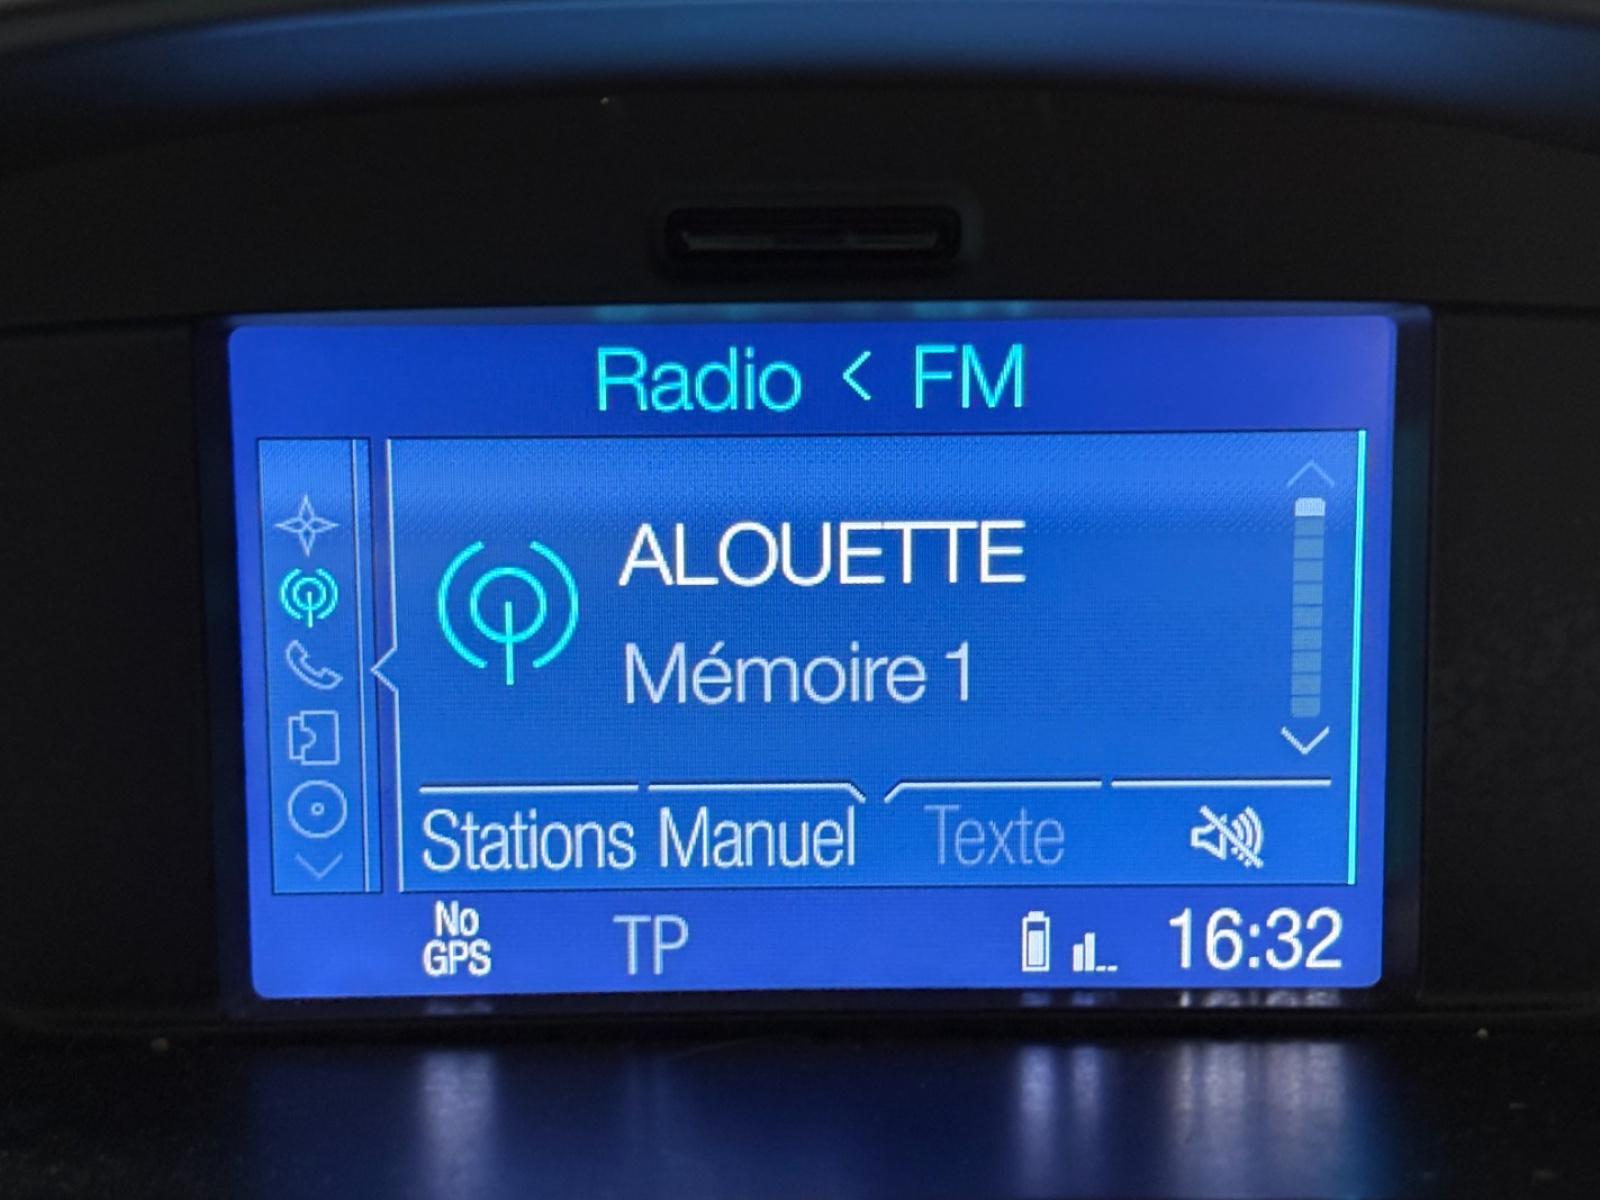 Radio < FM
ALOUETTE
Mémoire 1
Stations Manuel Texte
No
GPS
TP
16:32